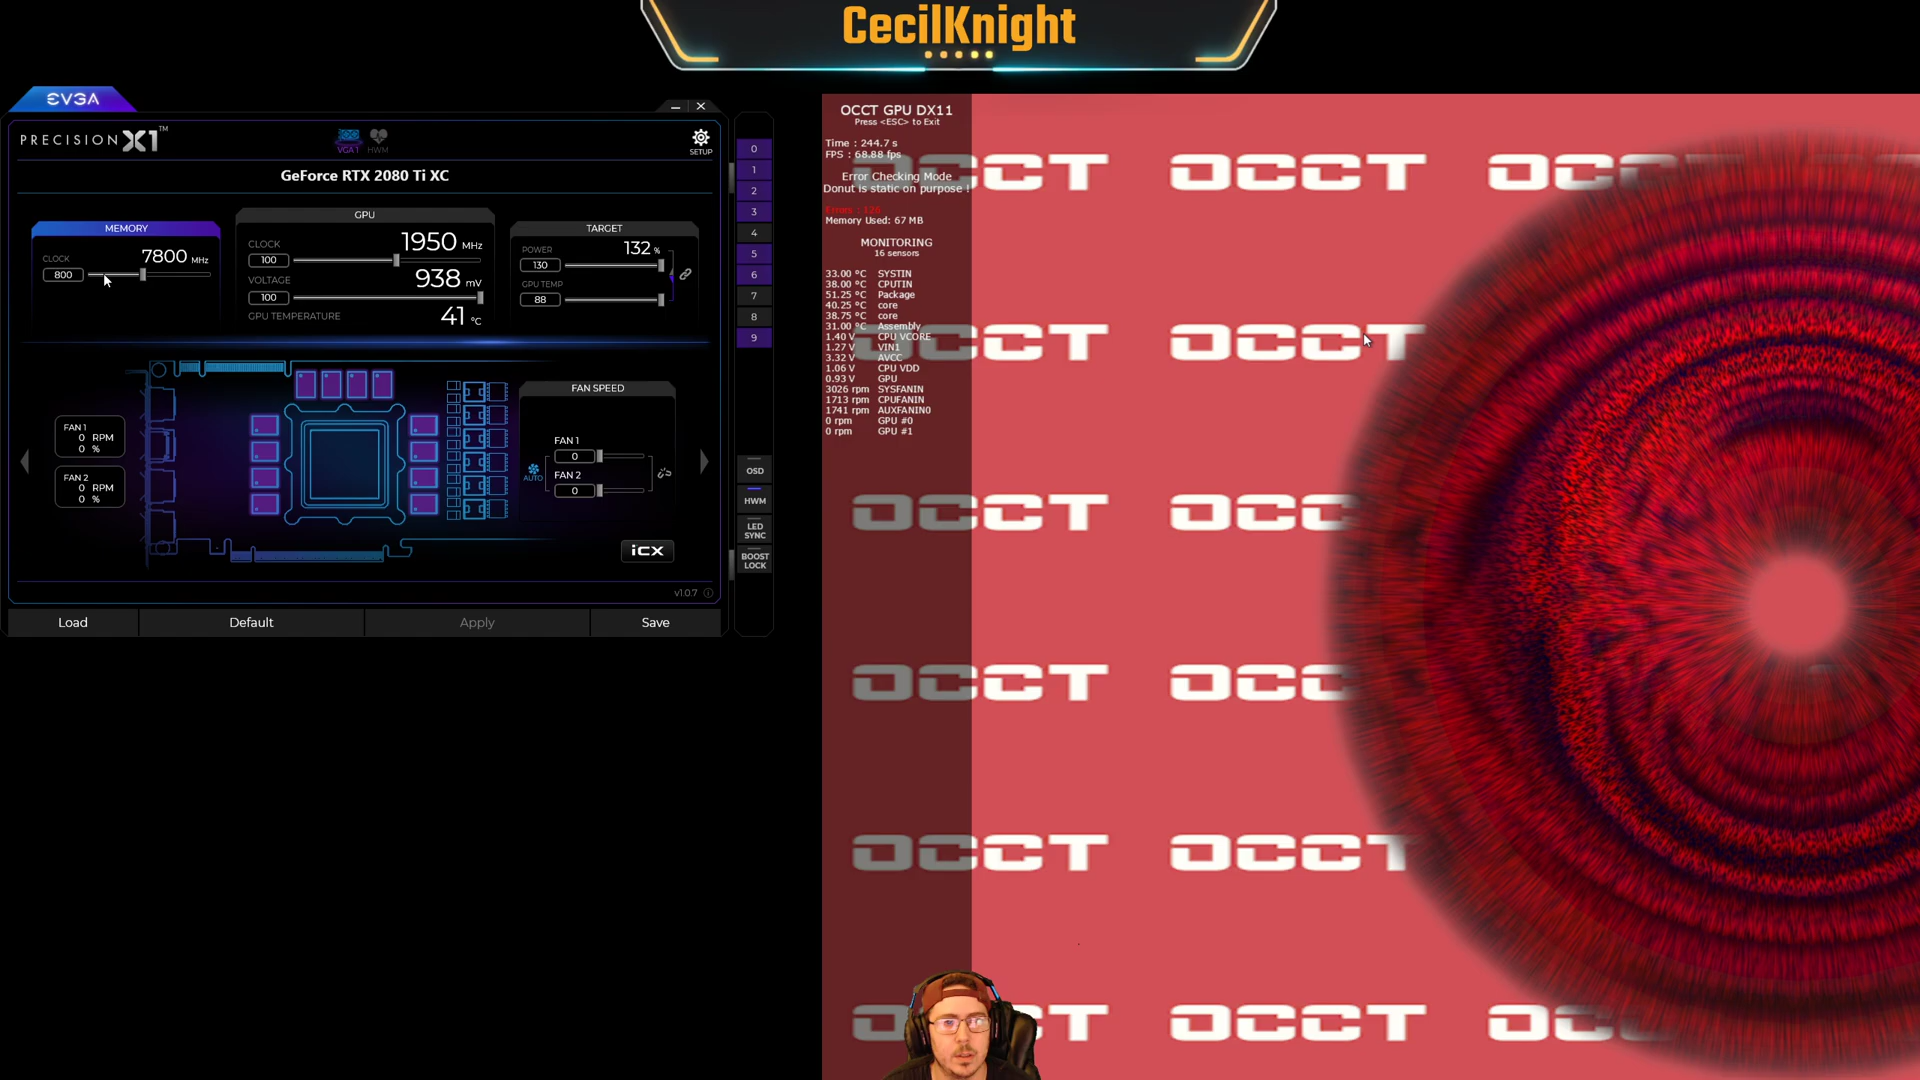 CecilKnight
EVGA
PRECISION X1™
VGA 1
HWM
SETUP
GeForce RTX 2080 Ti XC
MEMORY
CLOCK
7800 MHz
800
GPU
CLOCK
1950 MHz
100
VOLTAGE
938 mV
100
GPU TEMPERATURE
41 °C
TARGET
POWER
132 %
130
GPU TEMP
88
FAN 1
0 RPM
0 %
FAN 2
0 RPM
0 %
FAN SPEED
FAN 1
0
AUTO
FAN 2
0
iCX
v1.0.7
Load
Default
Apply
Save
0
1
2
3
4
5
6
7
8
9
OSD
HWM
LED
SYNC
BOOST
LOCK
OCCT GPU DX11
Press <ESC> to Exit
Time : 244.7 s
FPS : 68.88 fps
Error Checking Mode
Donut is static on purpose !
Memory Used: 67 MB
MONITORING
16 sensors
33.00 °C SYSTIN
38.00 °C CPUTIN
51.25 °C Package
40.25 °C core
38.75 °C core
31.00 °C Assembly
1.40 V CPU VCORE
1.27 V VIN1
3.32 V AVCC
1.06 V CPU VDD
0.93 V GPU
3026 rpm SYSFANIN
1713 rpm CPUFANIN
1741 rpm AUXFANIN0
0 rpm GPU #0
0 rpm GPU #1
OCCT OCCT OCC
OCCT OCCT
OCCT OCC
OCCT OCC
OCCT OCCT
OCCT OCCT OC